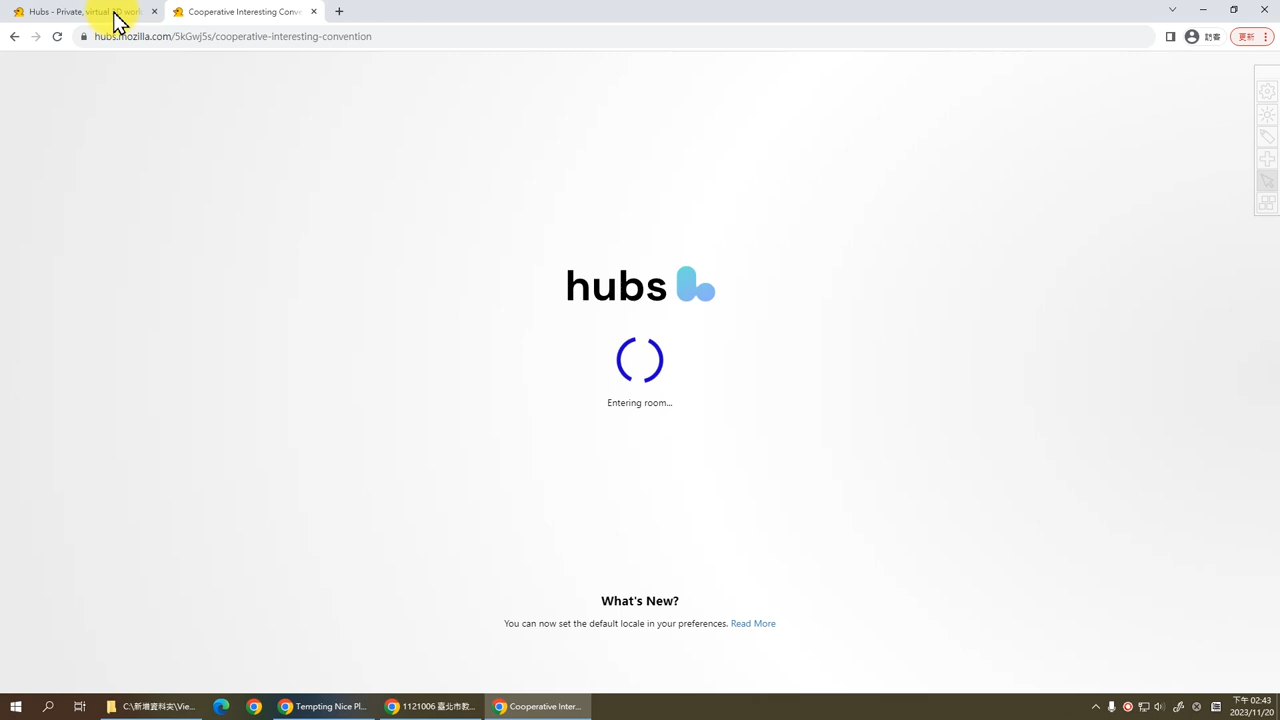 Hubs - Private, virtual 3D worl
Cooperative Interesting Conv
hubs.mozilla.com/5kGwj5s/cooperative-interesting-convention
訪客
更新
hubs
Entering room...
What's New?
You can now set the default locale in your preferences. Read More
C:\新增資料夾\Vie...
Tempting Nice Pl...
1121006 臺北市教...
Cooperative Inter...
下午 02:43
2023/11/20